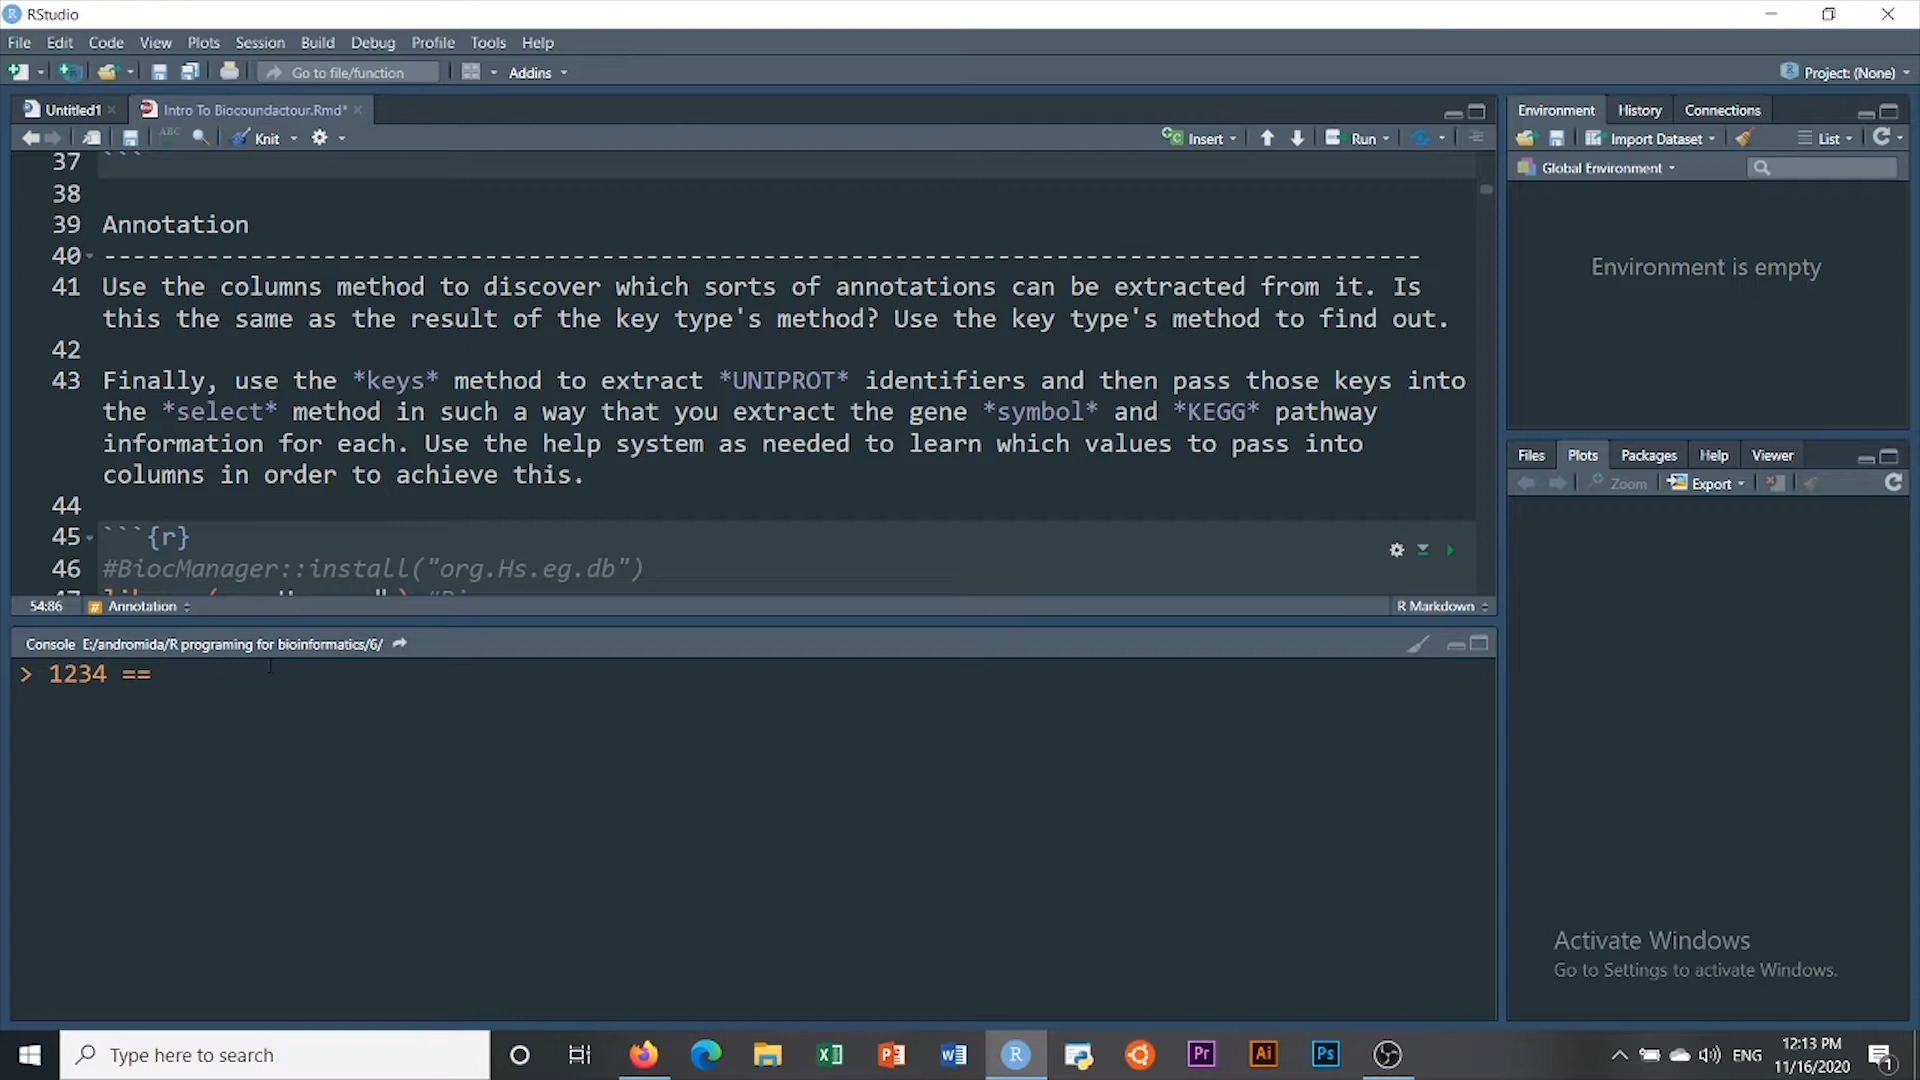 RStudio
File Edit Code View Plots Session Build Debug Profile Tools Help
Go to file/function Addins Project: (None)
Untitled1 Intro To Biocoundactour.Rmd*
ABC Knit Insert Run
37 ```
38
39 Annotation
40 ------------------------------------------------------------------------------------------
41 Use the columns method to discover which sorts of annotations can be extracted from it. Is
this the same as the result of the key type's method? Use the key type's method to find out.
42
43 Finally, use the *keys* method to extract *UNIPROT* identifiers and then pass those keys into
the *select* method in such a way that you extract the gene *symbol* and *KEGG* pathway
information for each. Use the help system as needed to learn which values to pass into
columns in order to achieve this.
44
45 ```{r}
46 #BiocManager::install("org.Hs.eg.db")
54:86 # Annotation R Markdown
Console E:/andromida/R programing for bioinformatics/6/
> 1234 ==
Environment History Connections
Import Dataset List
Global Environment
Environment is empty
Files Plots Packages Help Viewer
Zoom Export
Activate Windows
Go to Settings to activate Windows.
Type here to search
R Pr Ai Ps
ENG 12:13 PM
11/16/2020 1